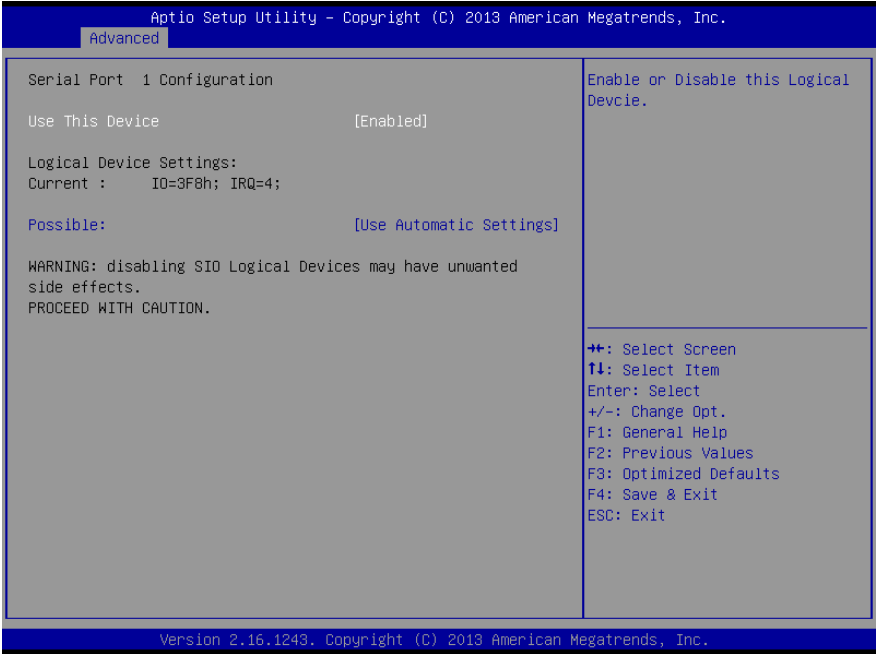 Aptio Setup Utility – Copyright (C) 2013 American Megatrends, Inc.
Advanced
Serial Port  1 Configuration
Use This Device [Enabled]
Logical Device Settings:
Current : IO=3F8h; IRQ=4;
Possible: [Use Automatic Settings]
WARNING: disabling SIO Logical Devices may have unwanted
side effects.
PROCEED WITH CAUTION.
Enable or Disable this Logical
Devcie.
→←: Select Screen
↑↓: Select Item
Enter: Select
+/-: Change Opt.
F1: General Help
F2: Previous Values
F3: Optimized Defaults
F4: Save & Exit
ESC: Exit
Version 2.16.1243. Copyright (C) 2013 American Megatrends, Inc.